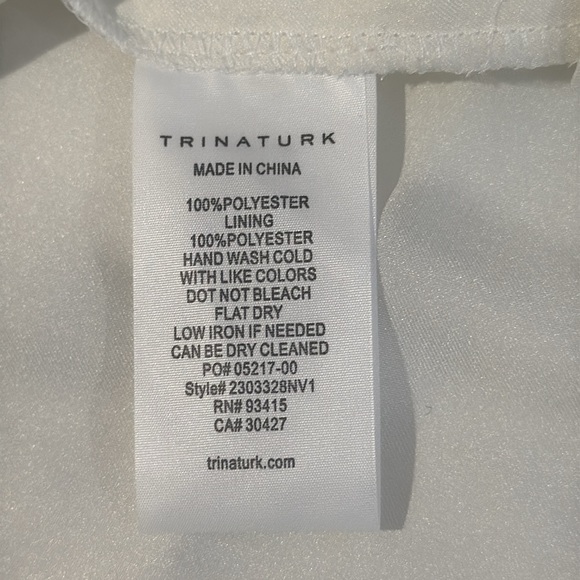 TRINATURK
MADE IN CHINA
100%POLYESTER
LINING
100%POLYESTER
HAND WASH COLD
WITH LIKE COLORS
DOT NOT BLEACH
FLAT DRY
LOW IRON IF NEEDED
CAN BE DRY CLEANED
PO# 05217-00
Style# 2303328NV1
RN# 93415
CA# 30427
trinaturk.com